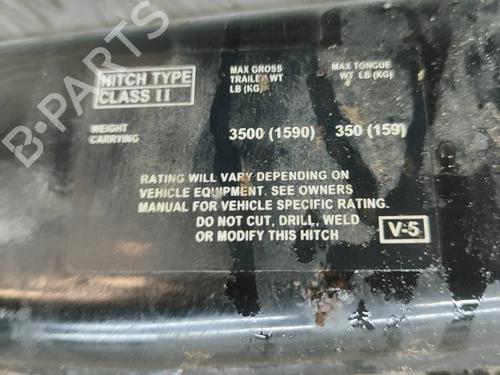 HITCH TYPE
CLASS II
MAX GROSS
TRAILER WT
LB (KG)
MAX TONGUE
WT LB (KG)
WEIGHT
CARRYING
3500 (1590)
350 (159)
RATING WILL VARY DEPENDING ON
VEHICLE EQUIPMENT. SEE OWNERS
MANUAL FOR VEHICLE SPECIFIC RATING.
DO NOT CUT, DRILL, WELD
OR MODIFY THIS HITCH
V-5
B-PARTS